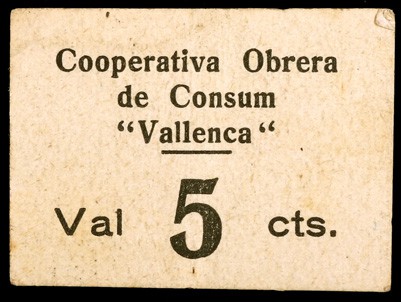 Cooperativa Obrera
de Consum
“Vallenca“
Val 5 cts.